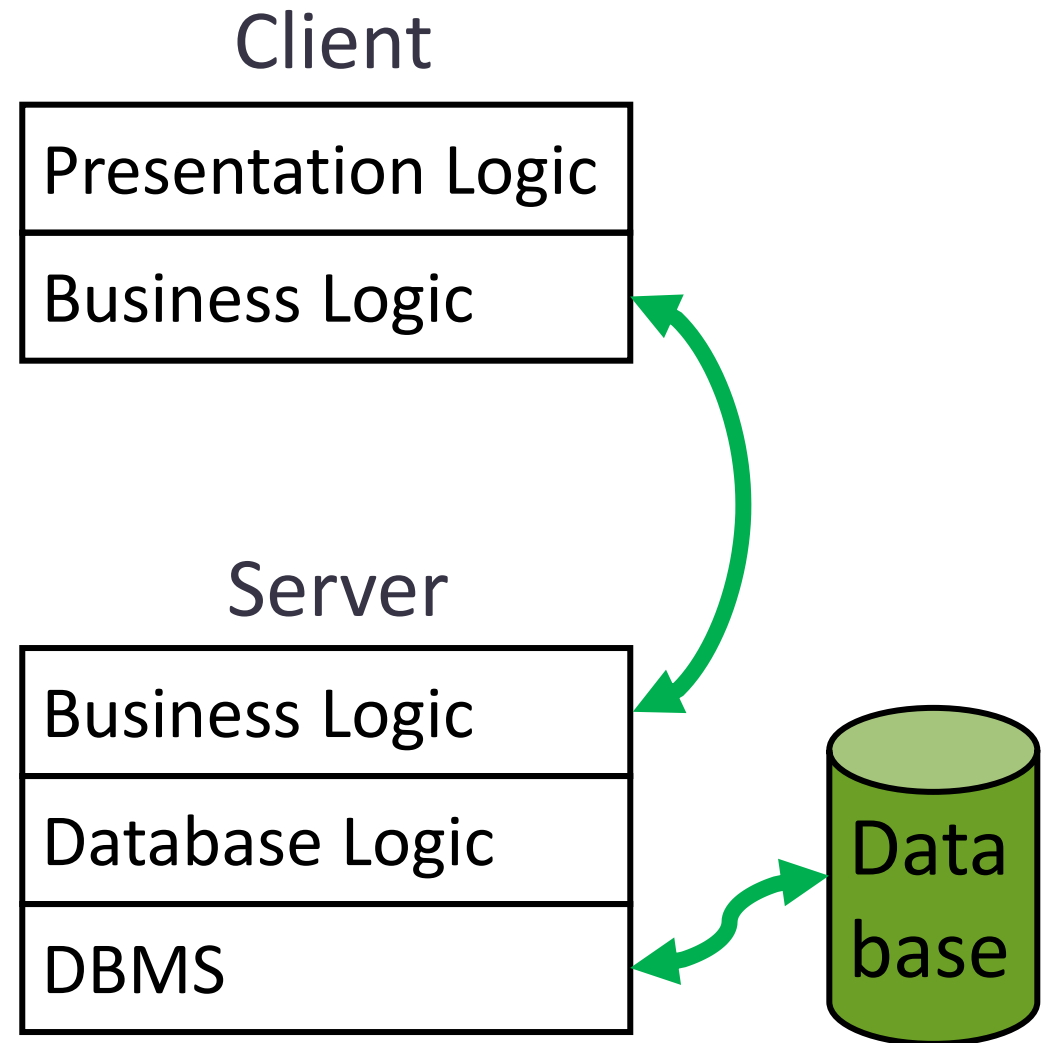 Client
Presentation Logic
Business Logic
Server
Business Logic
Database Logic
DBMS
Data
base